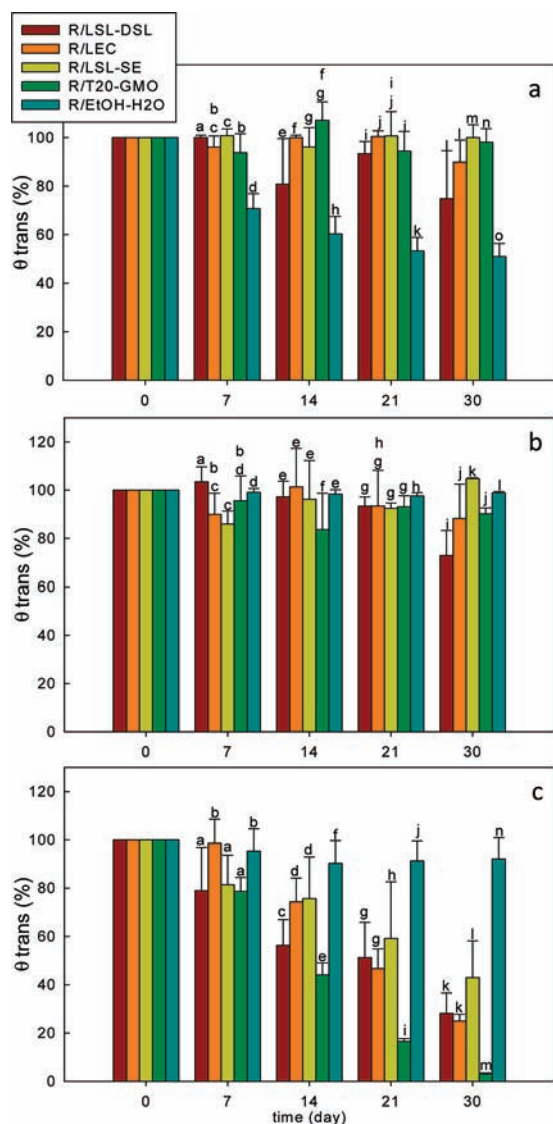 R/LSL-DSL
R/LEC
R/LSL-SE
R/T20-GMO
R/EtOH-H2O
a
θ trans (%)
100
80
60
40
20
0
a b c c b d
e f g f g h
i j i j i k
l l m n o
0 7 14 21 30
b
θ trans (%)
120
100
80
60
40
20
0
a b c c b d d
e e e f e
g h g g g h
i j k j l
0 7 14 21 30
c
θ trans (%)
120
100
80
60
40
20
0
a b a a b
c d d e f
g g h i j
k k l m n
0 7 14 21 30
time (day)